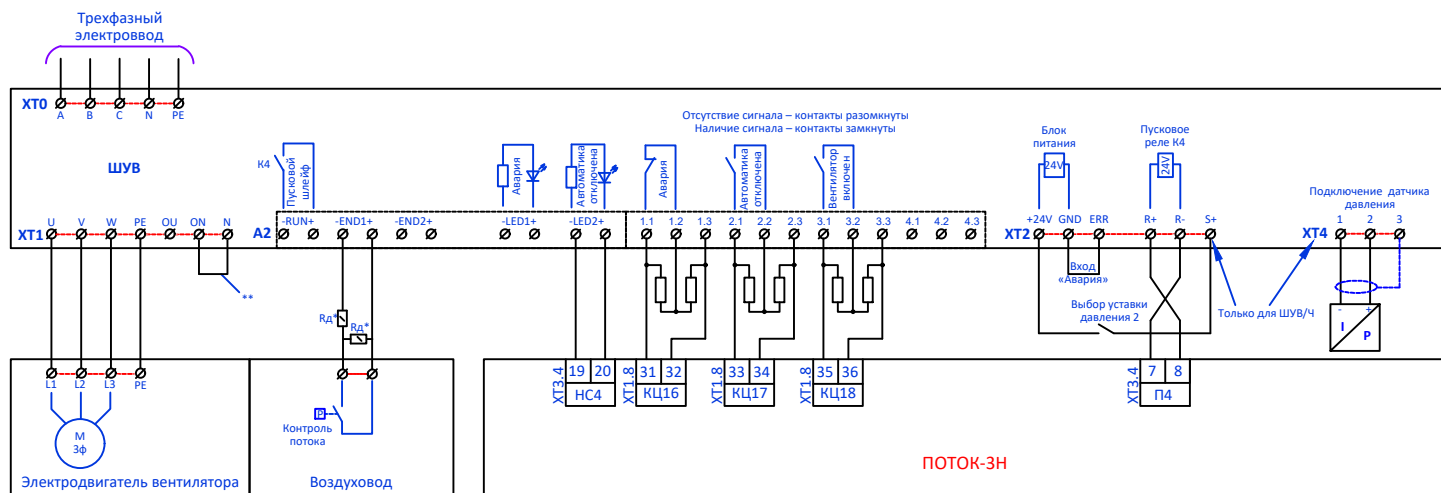 Трехфазный
электроввод
XT0
A B C N PE
ШУВ
К4
Пусковой
шлейф
Авария
Автоматика
отключена
Отсутствие сигнала – контакты разомкнуты
Наличие сигнала – контакты замкнуты
Авария
Автоматика
отключена
Вентилятор
включен
Блок
питания
24V
Пусковое
реле К4
24V
Подключение датчика
давления
XT1
U V W PE OU ON N
A2
-RUN+ -END1+ -END2+ -LED1+ -LED2+
1.1 1.2 1.3 2.1 2.2 2.3 3.1 3.2 3.3 4.1 4.2 4.3
XT2
+24V GND ERR R+ R- S+
XT4
1 2 3
**
Вход
«Авария»
Выбор уставки
давления 2
Только для ШУВ/Ч
Rд*
Rд*
- +
I P
L1 L2 L3 PE
М
3ф
Электродвигатель вентилятора
P
Контроль
потока
Воздуховод
XT3.4
19 20
НС4
XT1.8
31 32
КЦ16
XT1.8
33 34
КЦ17
XT1.8
35 36
КЦ18
XT3.4
7 8
П4
ПОТОК-3Н